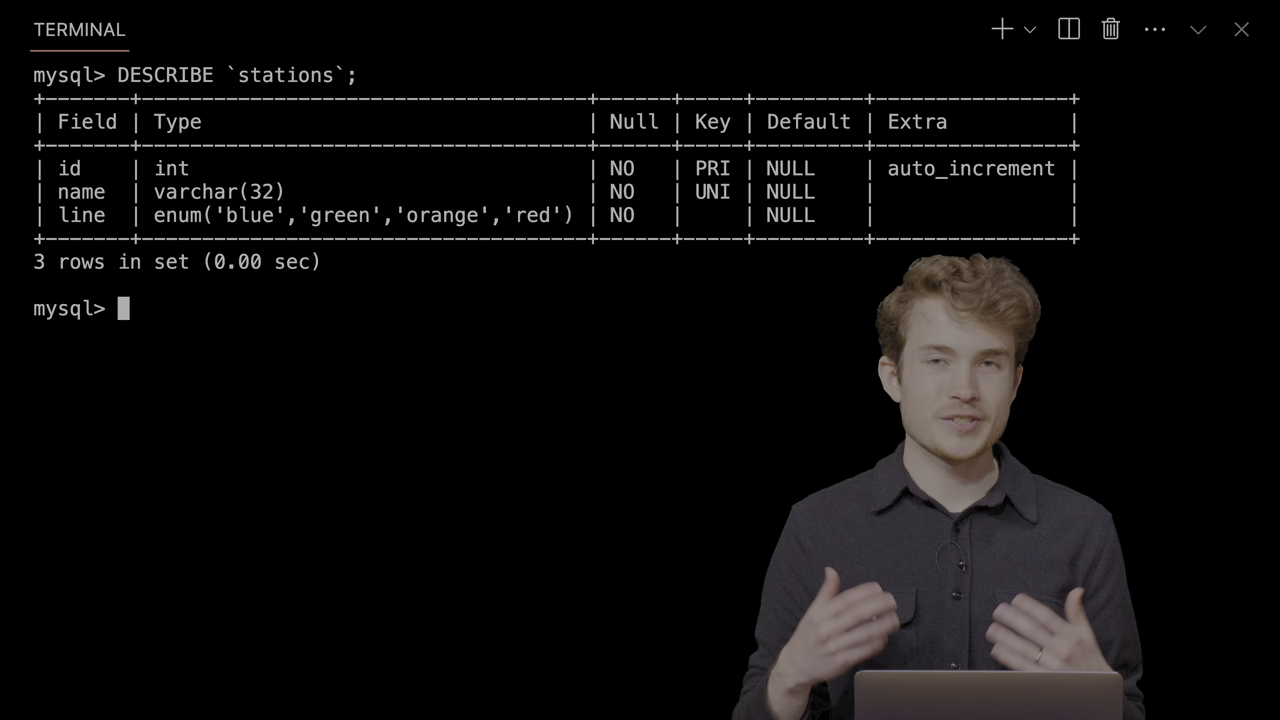 TERMINAL
mysql> DESCRIBE `stations`;
+-------+-------------------------------------+------+-----+---------+----------------+
| Field | Type                                | Null | Key | Default | Extra          |
+-------+-------------------------------------+------+-----+---------+----------------+
| id    | int                                 | NO   | PRI | NULL    | auto_increment |
| name  | varchar(32)                         | NO   | UNI | NULL    |                |
| line  | enum('blue','green','orange','red') | NO   |     | NULL    |                |
+-------+-------------------------------------+------+-----+---------+----------------+
3 rows in set (0.00 sec)
mysql>